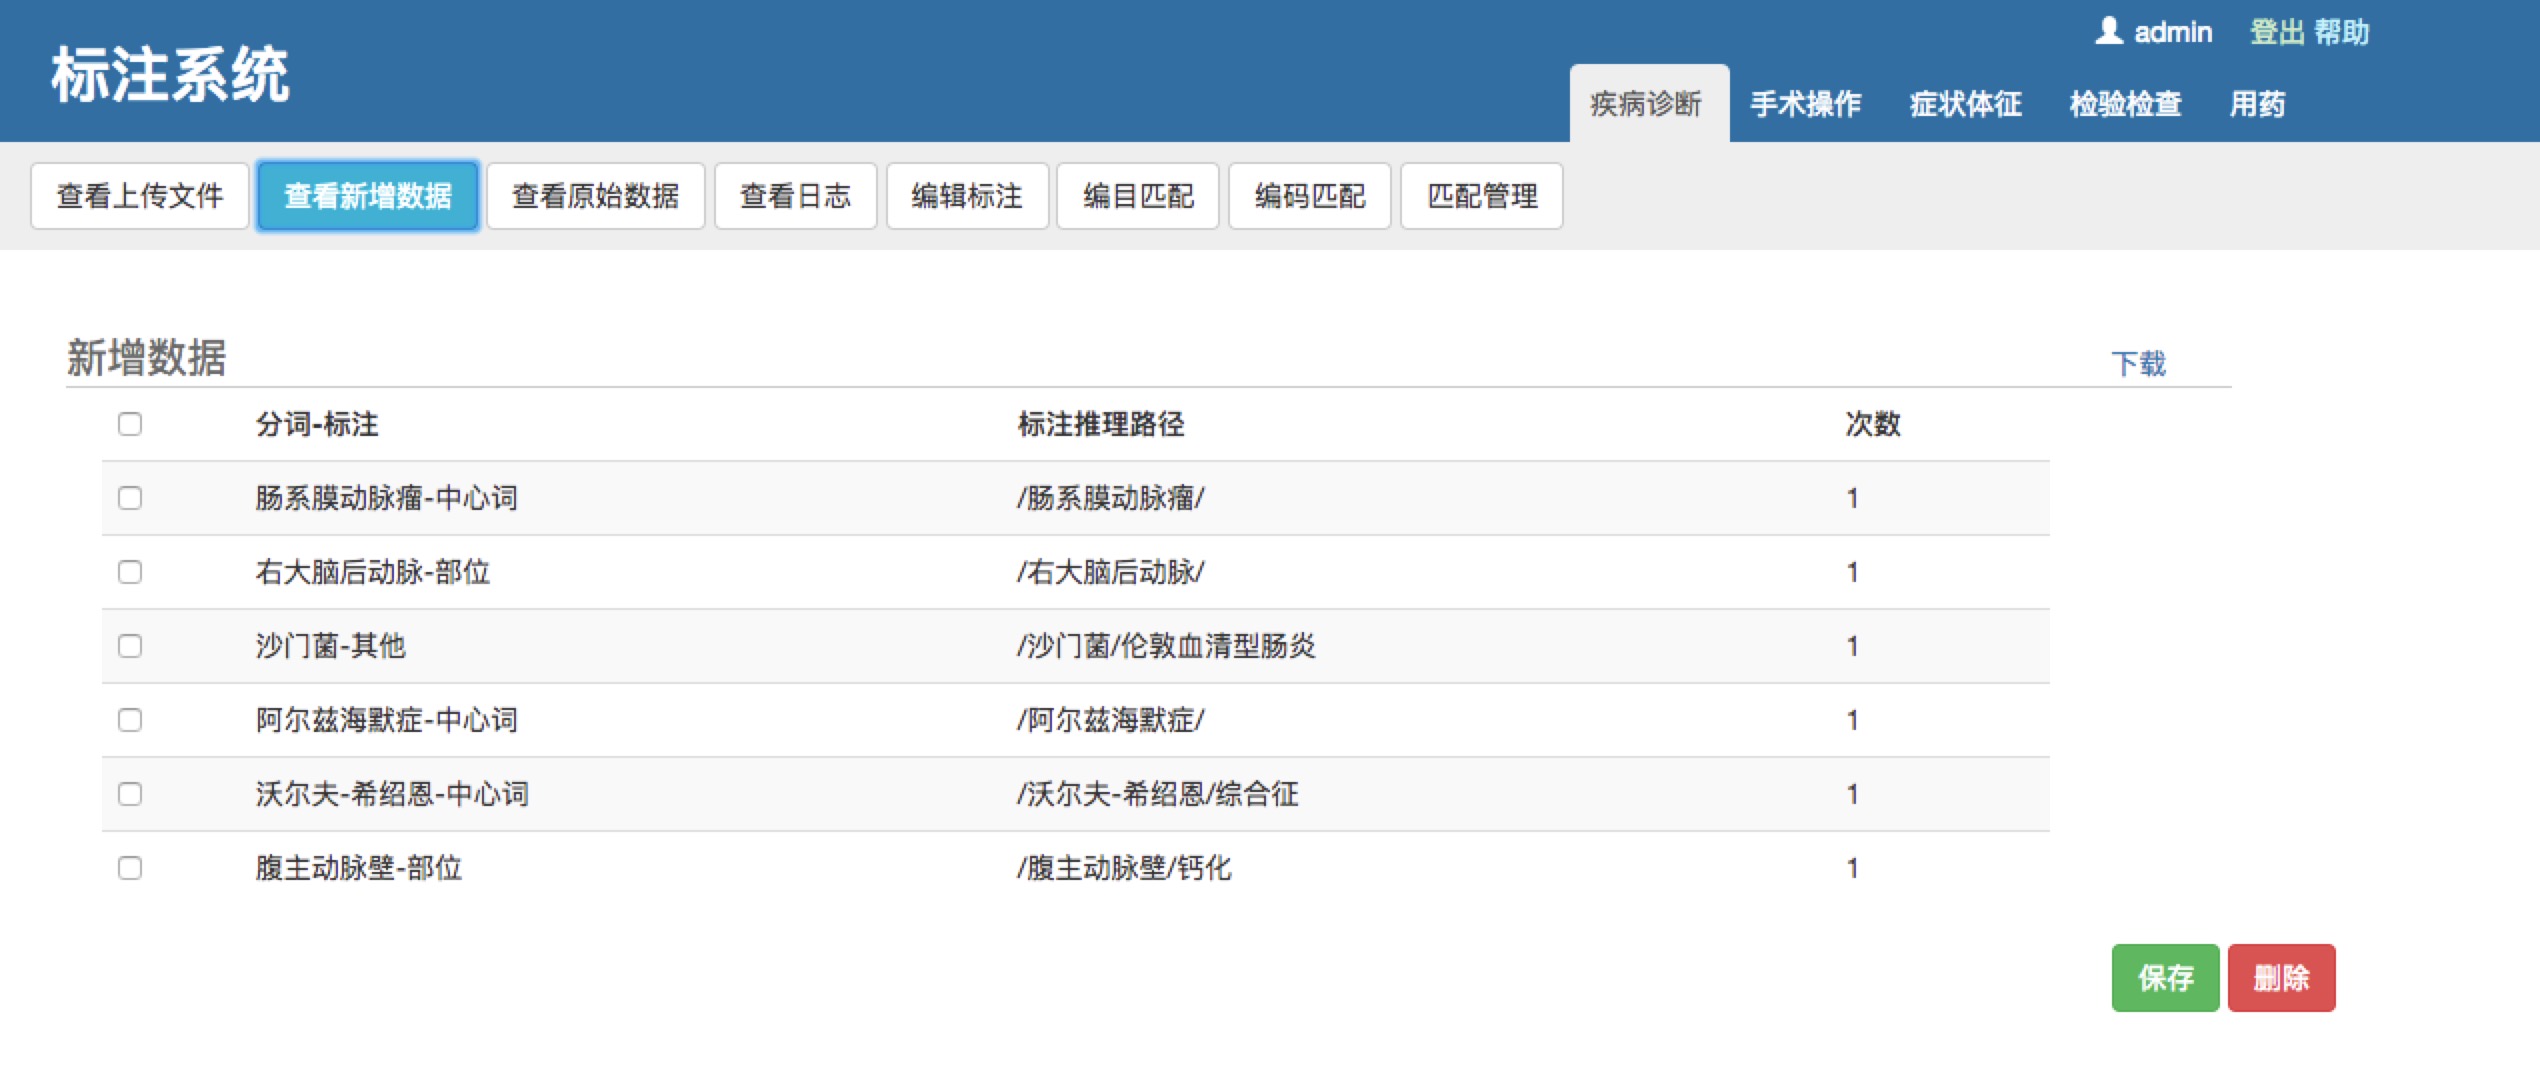 admin 登出 帮助
标注系统
疾病诊断 手术操作 症状体征 检验检查 用药
查看上传文件 查看新增数据 查看原始数据 查看日志 编辑标注 编目匹配 编码匹配 匹配管理
新增数据 下载
分词-标注 标注推理路径 次数
肠系膜动脉瘤-中心词 /肠系膜动脉瘤/ 1
右大脑后动脉-部位 /右大脑后动脉/ 1
沙门菌-其他 /沙门菌/伦敦血清型肠炎 1
阿尔兹海默症-中心词 /阿尔兹海默症/ 1
沃尔夫-希绍恩-中心词 /沃尔夫-希绍恩/综合征 1
腹主动脉壁-部位 /腹主动脉壁/钙化 1
保存 删除